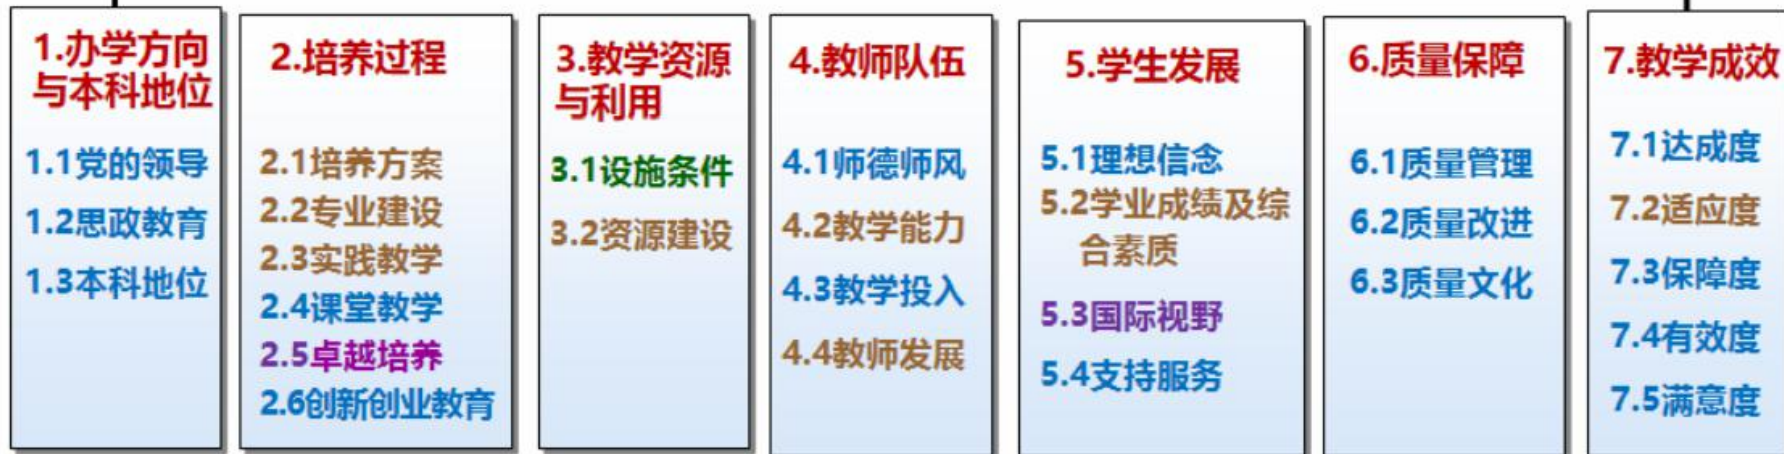 1.办学方向
与本科地位
1.1党的领导
1.2思政教育
1.3本科地位
2.培养过程
2.1培养方案
2.2专业建设
2.3实践教学
2.4课堂教学
2.5卓越培养
2.6创新创业教育
3.教学资源
与利用
3.1设施条件
3.2资源建设
4.教师队伍
4.1师德师风
4.2教学能力
4.3教学投入
4.4教师发展
5.学生发展
5.1理想信念
5.2学业成绩及综
合素质
5.3国际视野
5.4支持服务
6.质量保障
6.1质量管理
6.2质量改进
6.3质量文化
7.教学成效
7.1达成度
7.2适应度
7.3保障度
7.4有效度
7.5满意度